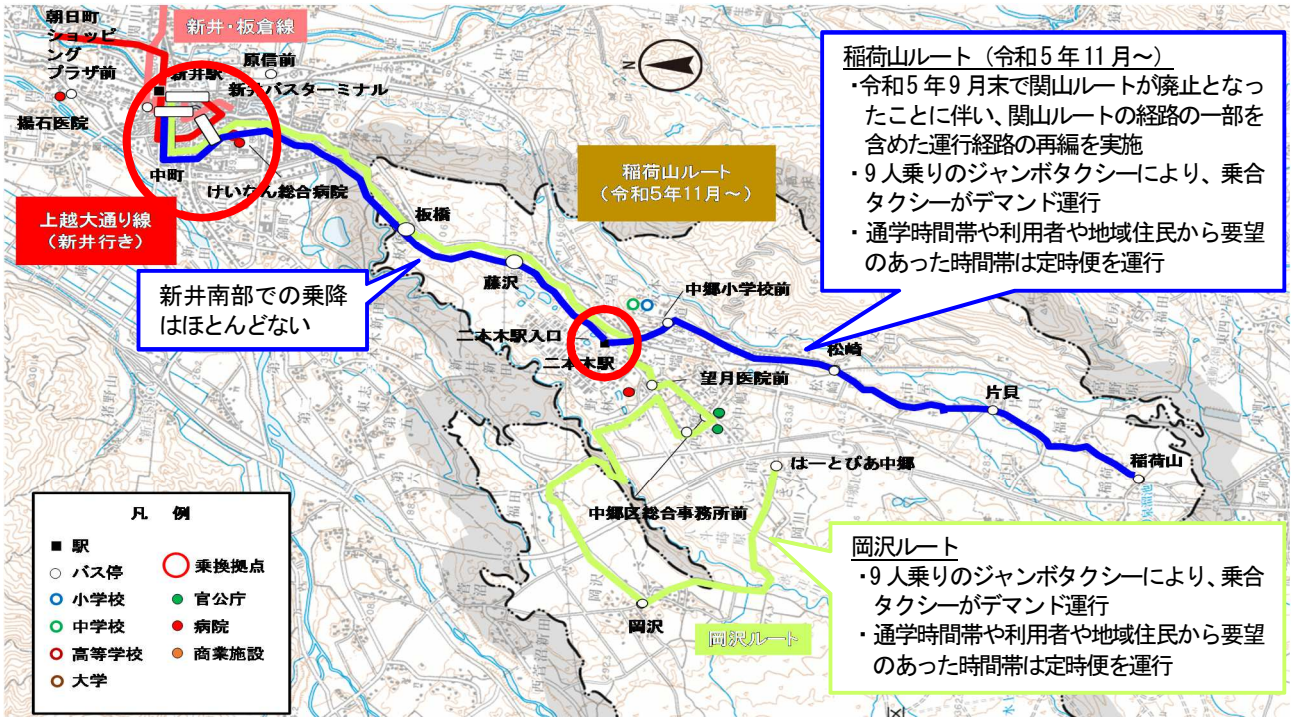 朝日町
ショッピ
ング
プラザ前
新井・板倉線
原信前
新井駅
新井バスターミナル
揚石医院
中町
けいなん総合病院
上越大通り線
(新井行き)
N
稲荷山ルート
(令和5年11月~)
稲荷山ルート(令和5年11月~)
・令和5年9月末で関山ルートが廃止となっ
たことに伴い、関山ルートの経路の一部を
含めた運行経路の再編を実施
・9人乗りのジャンボタクシーにより、乗合
タクシーがデマンド運行
・通学時間帯や利用者や地域住民から要望
のあった時間帯は定時便を運行
板橋
藤沢
新井南部での乗降
はほとんどない
中郷小学校前
二本木駅入口
二本木駅
望月医院前
松崎
片貝
稲荷山
はーとぴあ中郷
中郷区総合事務所前
岡沢
岡沢ルート
岡沢ルート
・9人乗りのジャンボタクシーにより、乗合
タクシーがデマンド運行
・通学時間帯や利用者や地域住民から要望
のあった時間帯は定時便を運行
凡 例
駅
バス停
乗換拠点
小学校
官公庁
中学校
病院
高等学校
商業施設
大学